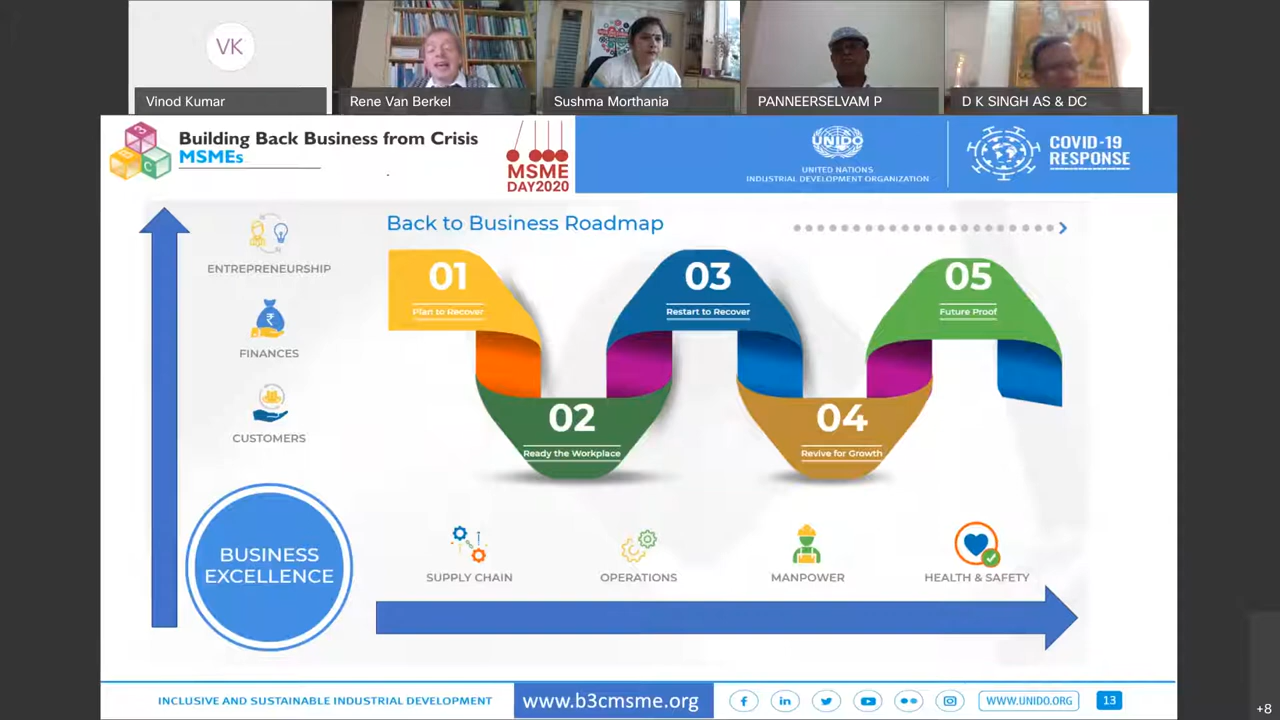 VK
Vinod Kumar
Rene Van Berkel
Sushma Morthania
PANNEERSELVAM P
D K SINGH AS & DC
Building Back Business from Crisis
MSMEs
MSME
DAY2020
UNIDO
UNITED NATIONS
INDUSTRIAL DEVELOPMENT ORGANIZATION
COVID-19
RESPONSE
Back to Business Roadmap
ENTREPRENEURSHIP
FINANCES
CUSTOMERS
BUSINESS
EXCELLENCE
01
Plan to Recover
02
Ready the Workplace
03
Restart to Recover
04
Revive for Growth
05
Future Proof
SUPPLY CHAIN
OPERATIONS
MANPOWER
HEALTH & SAFETY
INCLUSIVE AND SUSTAINABLE INDUSTRIAL DEVELOPMENT
www.b3cmsme.org
WWW.UNIDO.ORG
13
+8